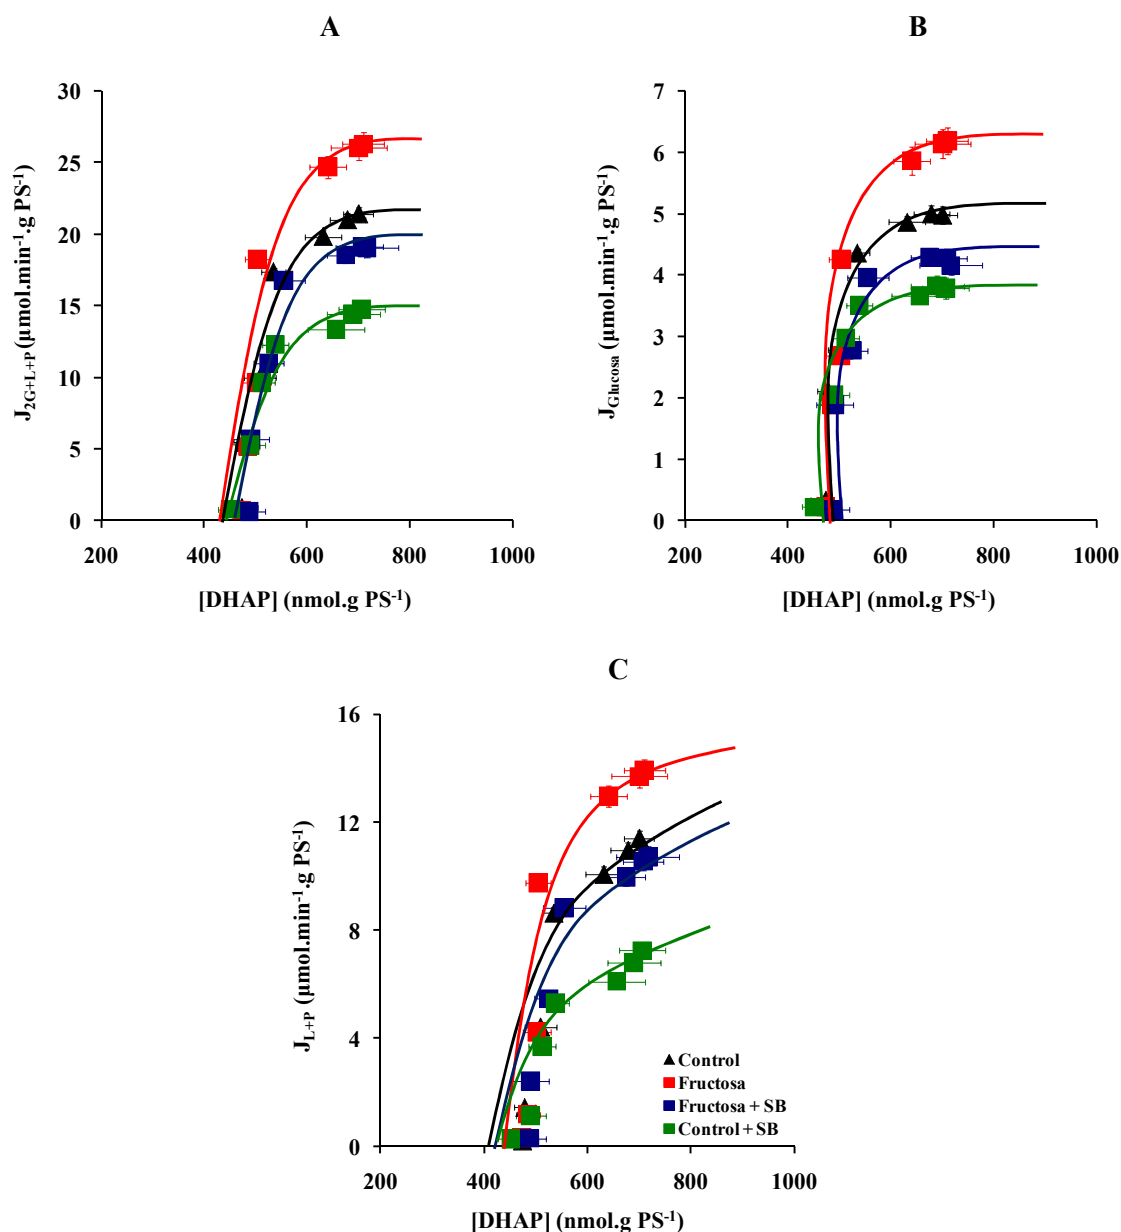 A
J2G+L+P (µmol.min-1.g PS-1)
30
25
20
15
10
5
0
200 400 600 800 1000
[DHAP] (nmol.g PS-1)
B
JGlucosa (µmol.min-1.g PS-1)
7
6
5
4
3
2
1
0
200 400 600 800 1000
[DHAP] (nmol.g PS-1)
C
JL+P (µmol.min-1.g PS-1)
16
12
8
4
0
Control
Fructosa
Fructosa + SB
Control + SB
200 400 600 800 1000
[DHAP] (nmol.g PS-1)